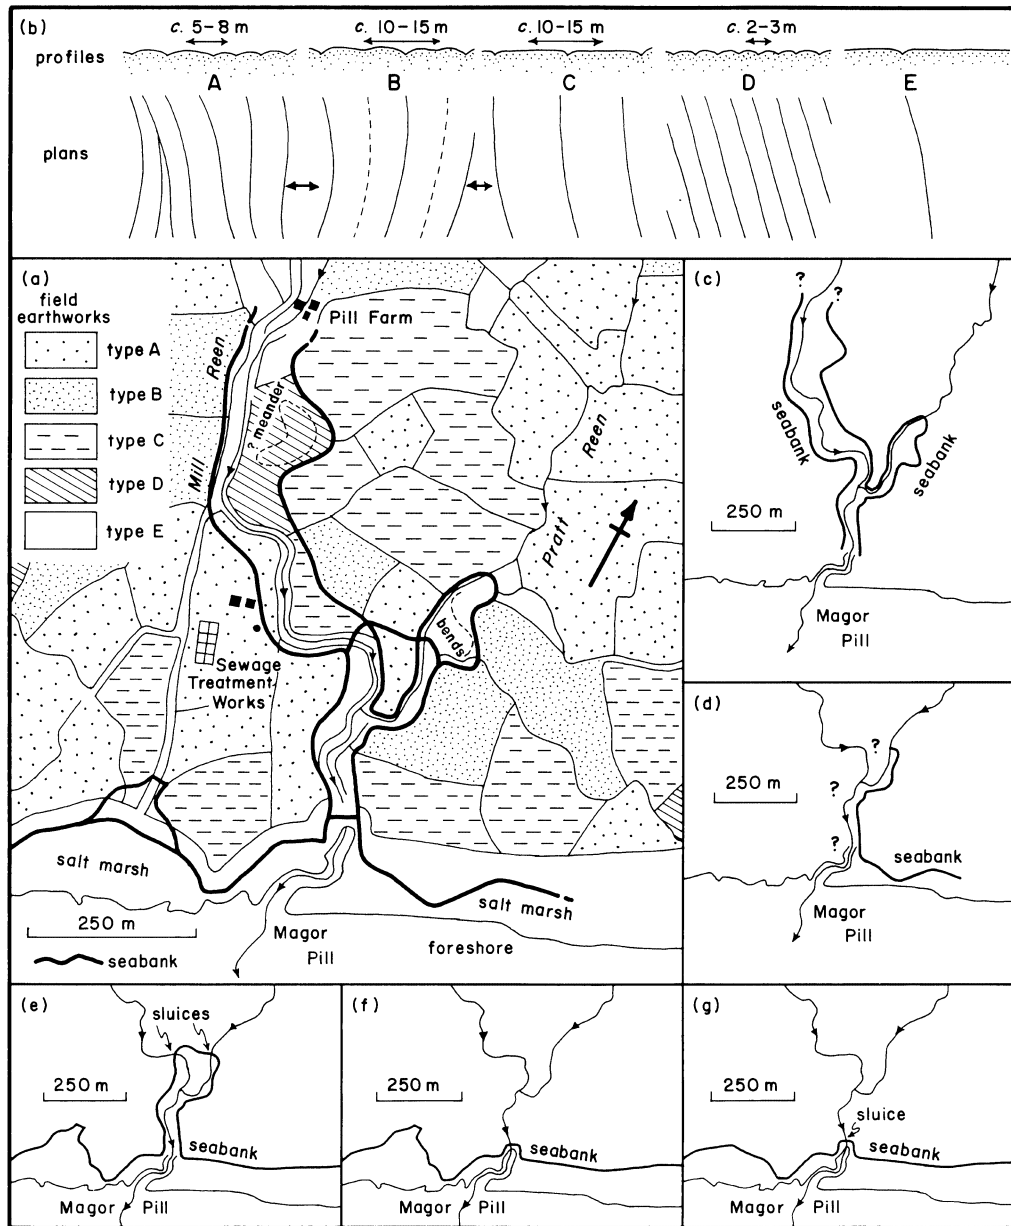 (b)
c. 5–8 m
c. 10–15 m
c.10–15 m
c. 2–3m
profiles
A
B
C
D
E
plans
(a)
field
earthworks
type A
type B
type C
type D
type E
Pill Farm
Reen
Mill
? meander
Reen
Pratt
bends
Sewage
Treatment
Works
salt marsh
salt marsh
250 m
Magor
Pill
foreshore
seabank
(c)
?
?
seabank
seabank
250 m
Magor
Pill
(d)
?
?
?
250 m
seabank
Magor
Pill
(e)
sluices
250 m
seabank
Magor
Pill
(f)
250 m
seabank
Magor
Pill
(g)
250 m
sluice
seabank
Magor
Pill